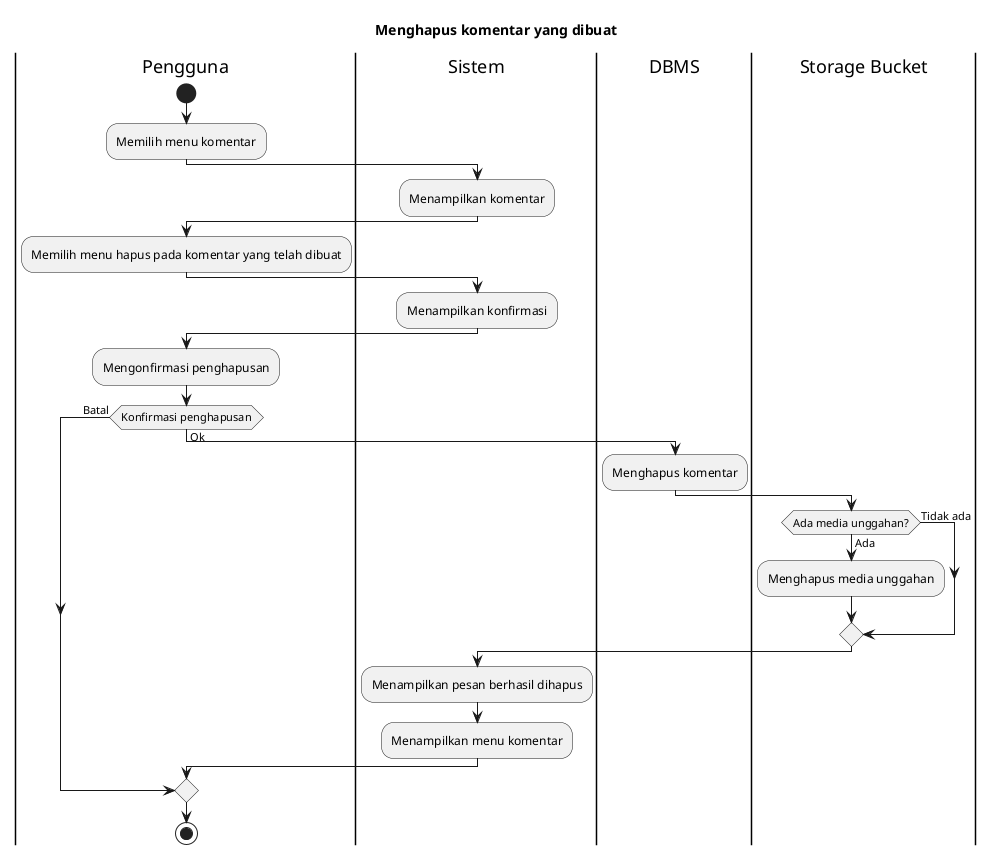 Menghapus komentar yang dibuat
Pengguna
Sistem
DBMS
Storage Bucket
Memilih menu komentar
Menampilkan komentar
Memilih menu hapus pada komentar yang telah dibuat
Menampilkan konfirmasi
Mengonfirmasi penghapusan
Batal
Konfirmasi penghapusan
Ok
Menghapus komentar
Ada media unggahan?
Tidak ada
Ada
Menghapus media unggahan
Menampilkan pesan berhasil dihapus
Menampilkan menu komentar